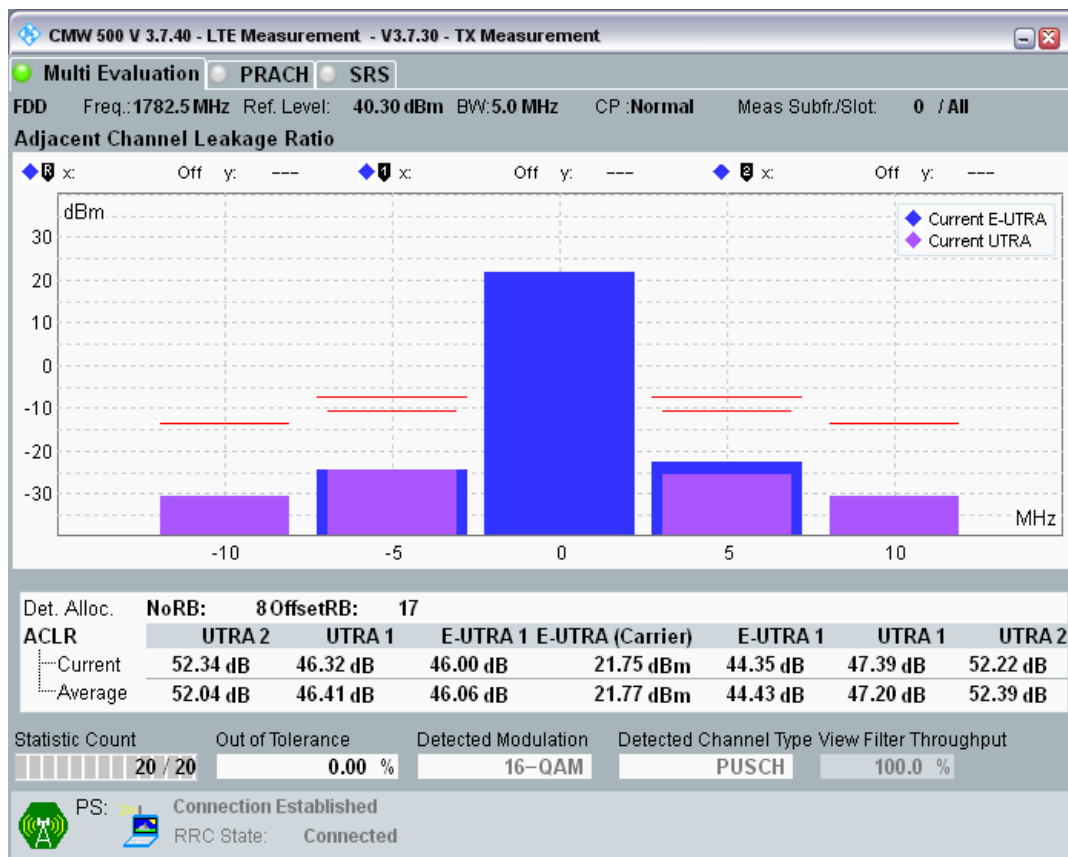 CMW 500 V 3.7.40 - LTE Measurement - V3.7.30 - TX Measurement
Multi Evaluation PRACH SRS
FDD Freq.:1782.5 MHz Ref. Level: 40.30 dBm BW:5.0 MHz CP :Normal Meas Subfr./Slot: 0 / All
Adjacent Channel Leakage Ratio
R x: Off y: --- 1 x: Off y: --- 2 x: Off y: ---
dBm
Current E-UTRA
Current UTRA
30
20
10
0
-10
-20
-30
MHz
-10 -5 0 5 10
Det. Alloc. NoRB: 8 OffsetRB: 17
ACLR UTRA 2 UTRA 1 E-UTRA 1 E-UTRA (Carrier) E-UTRA 1 UTRA 1 UTRA 2
Current 52.34 dB 46.32 dB 46.00 dB 21.75 dBm 44.35 dB 47.39 dB 52.22 dB
Average 52.04 dB 46.41 dB 46.06 dB 21.77 dBm 44.43 dB 47.20 dB 52.39 dB
Statistic Count Out of Tolerance Detected Modulation Detected Channel Type View Filter Throughput
20 / 20 0.00 % 16-QAM PUSCH 100.0 %
PS: Connection Established
RRC State: Connected